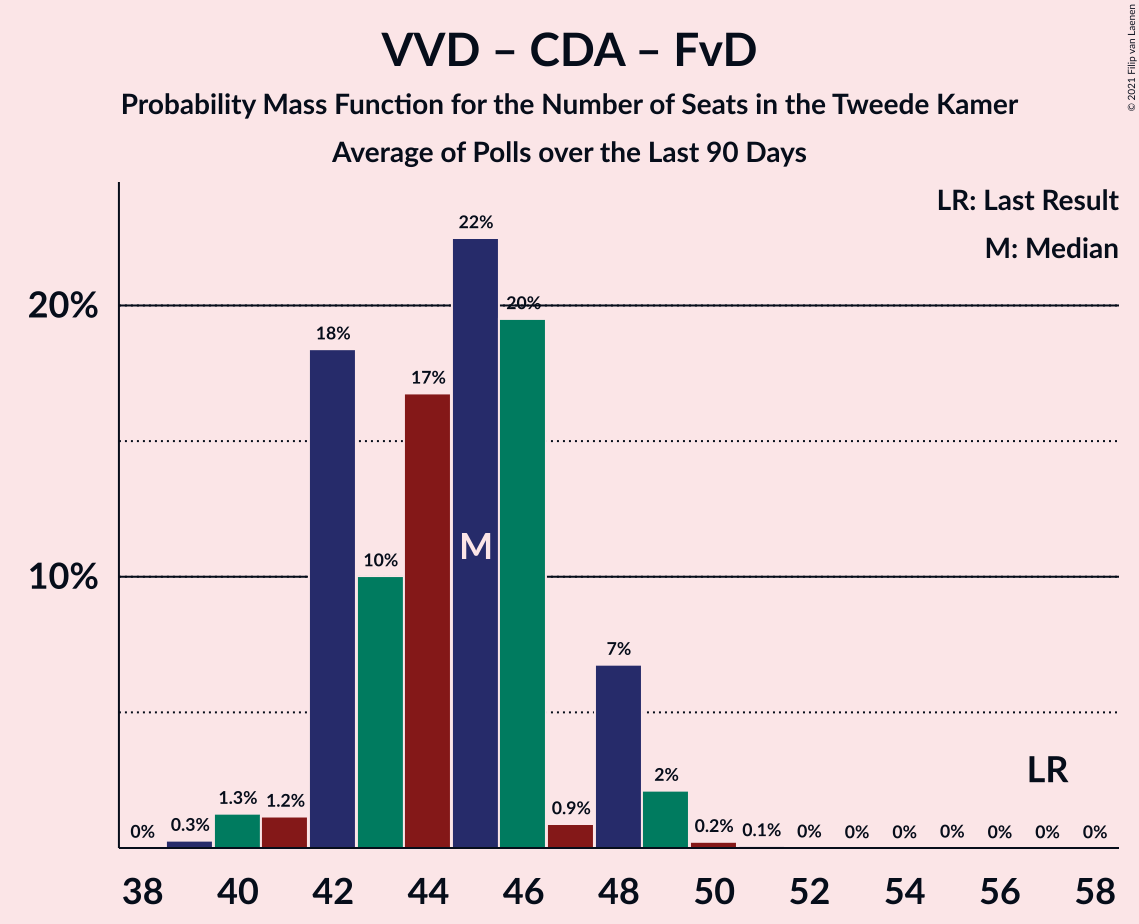 VVD – CDA – FvD
Probability Mass Function for the Number of Seats in the Tweede Kamer
Average of Polls over the Last 90 Days
© 2021 Filip van Laenen
LR: Last Result
M: Median
20%
10%
0%
0.3%
1.3%
1.2%
18%
10%
17%
22%
20%
0.9%
7%
2%
0.2%
0.1%
0%
0%
0%
0%
0%
0%
0%
M
LR
38 40 42 44 46 48 50 52 54 56 58